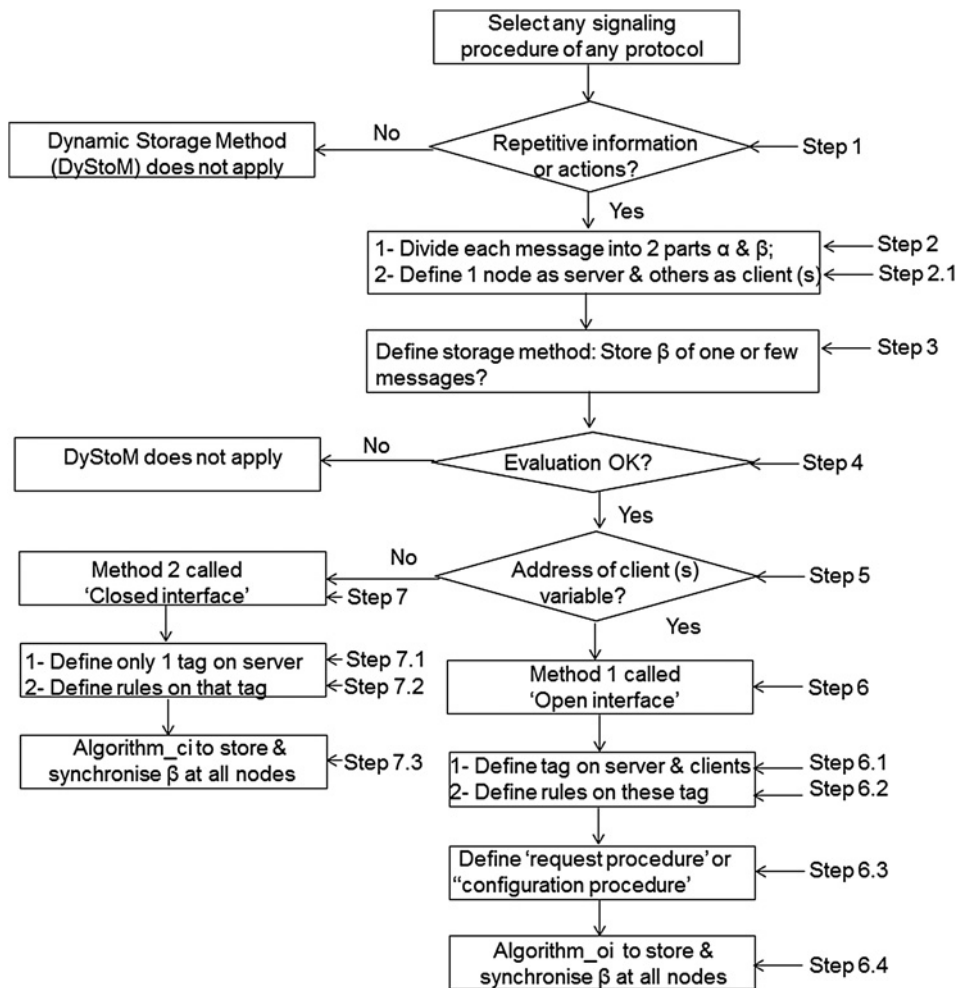 Select any signaling
procedure of any protocol
No
Dynamic Storage Method
(DyStoM) does not apply
Repetitive information
or actions?
Step 1
Yes
1- Divide each message into 2 parts α & β;
2- Define 1 node as server & others as client (s)
Step 2
Step 2.1
Define storage method: Store β of one or few
messages?
Step 3
No
DyStoM does not apply
Evaluation OK?
Step 4
Yes
No
Method 2 called
‘Closed interface’
Step 7
Address of client (s)
variable?
Step 5
Yes
1- Define only 1 tag on server
2- Define rules on that tag
Step 7.1
Step 7.2
Method 1 called
‘Open interface’
Step 6
Algorithm_ci to store &
synchronise β at all nodes
Step 7.3
1- Define tag on server & clients
2- Define rules on these tag
Step 6.1
Step 6.2
Define ‘request procedure’ or
“configuration procedure’
Step 6.3
Algorithm_oi to store &
synchronise β at all nodes
Step 6.4